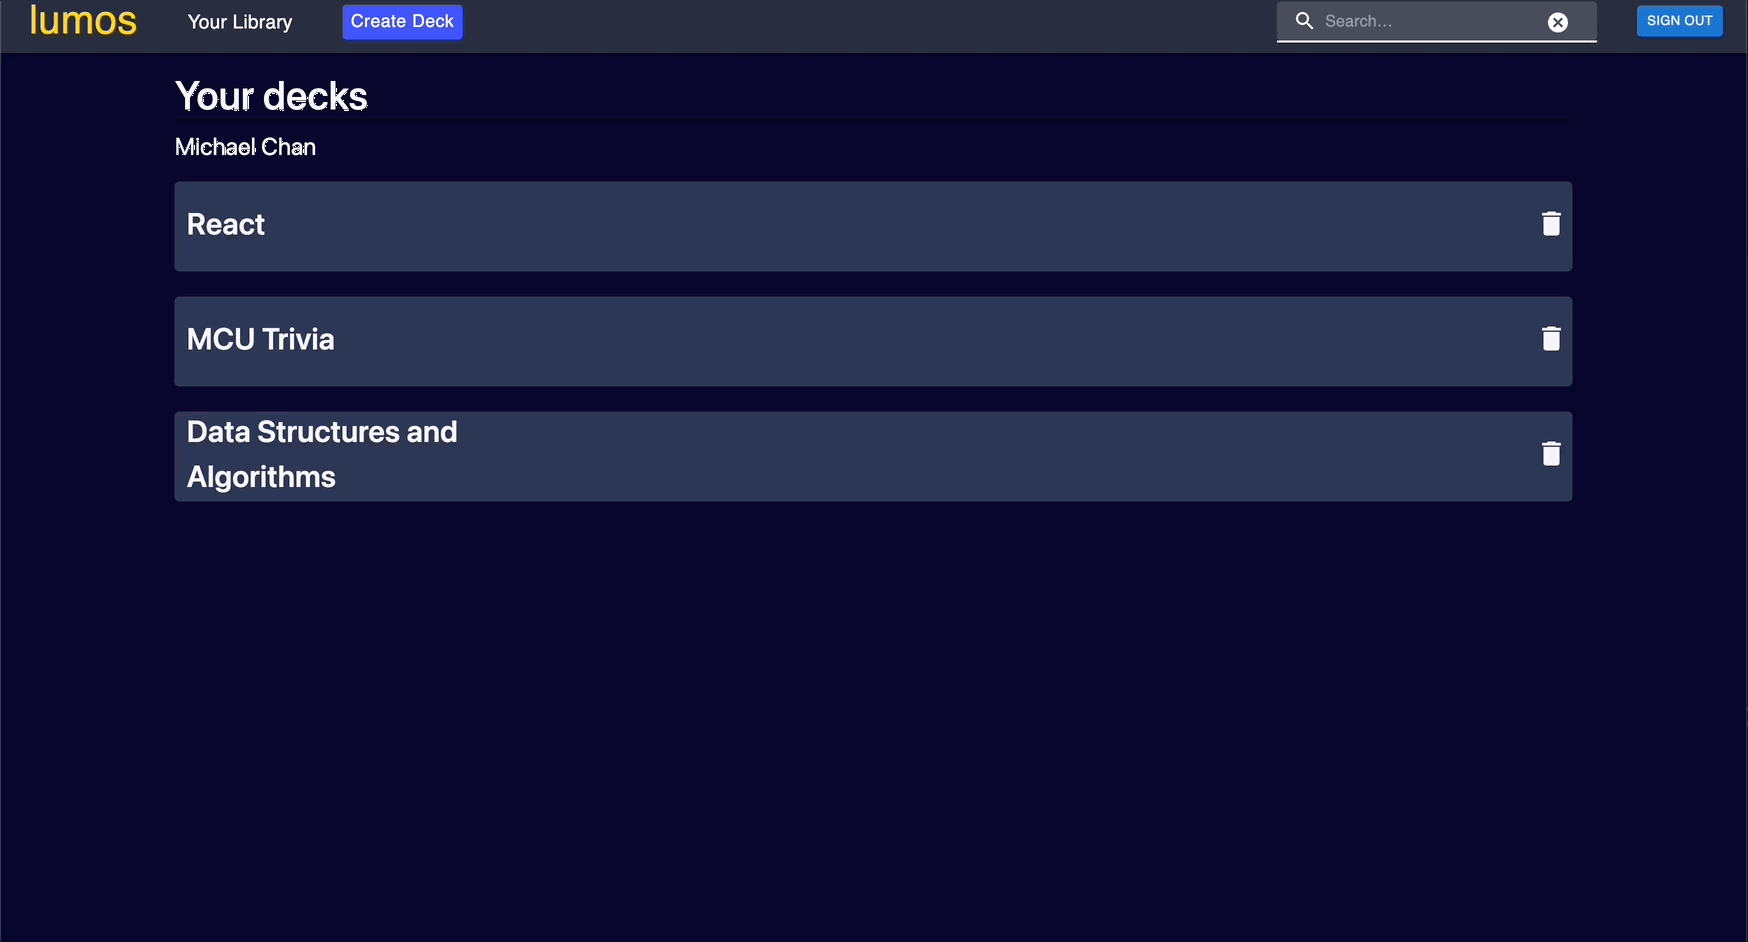 lumos
Your Library
Create Deck
Search...
SIGN OUT
Your decks
Michael Chan
React
MCU Trivia
Data Structures and
Algorithms